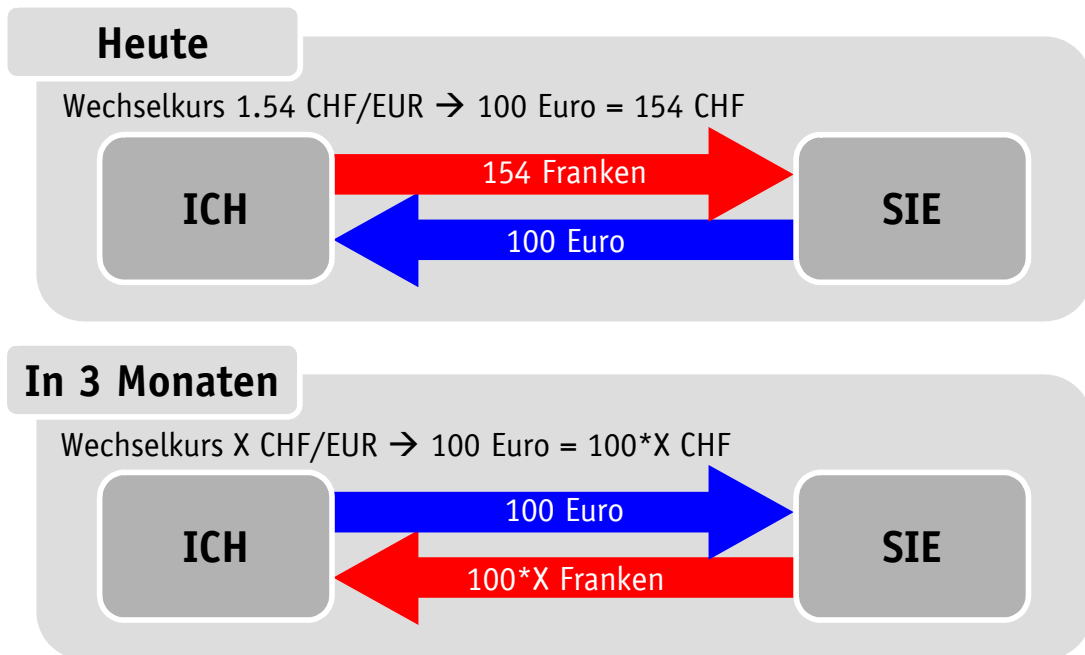 Heute
Wechselkurs 1.54 CHF/EUR → 100 Euro = 154 CHF
154 Franken
ICH
SIE
100 Euro
In 3 Monaten
Wechselkurs X CHF/EUR → 100 Euro = 100*X CHF
100 Euro
ICH
SIE
100*X Franken